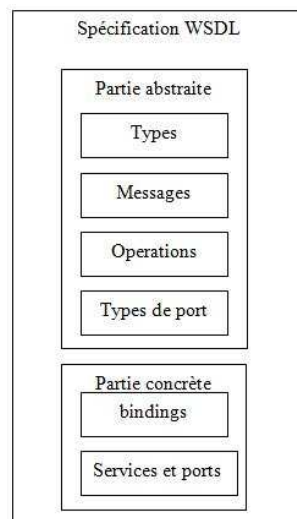 Spécification WSDL
Partie abstraite
Types
Messages
Operations
Types de port
Partie concrète
bindings
Services et ports